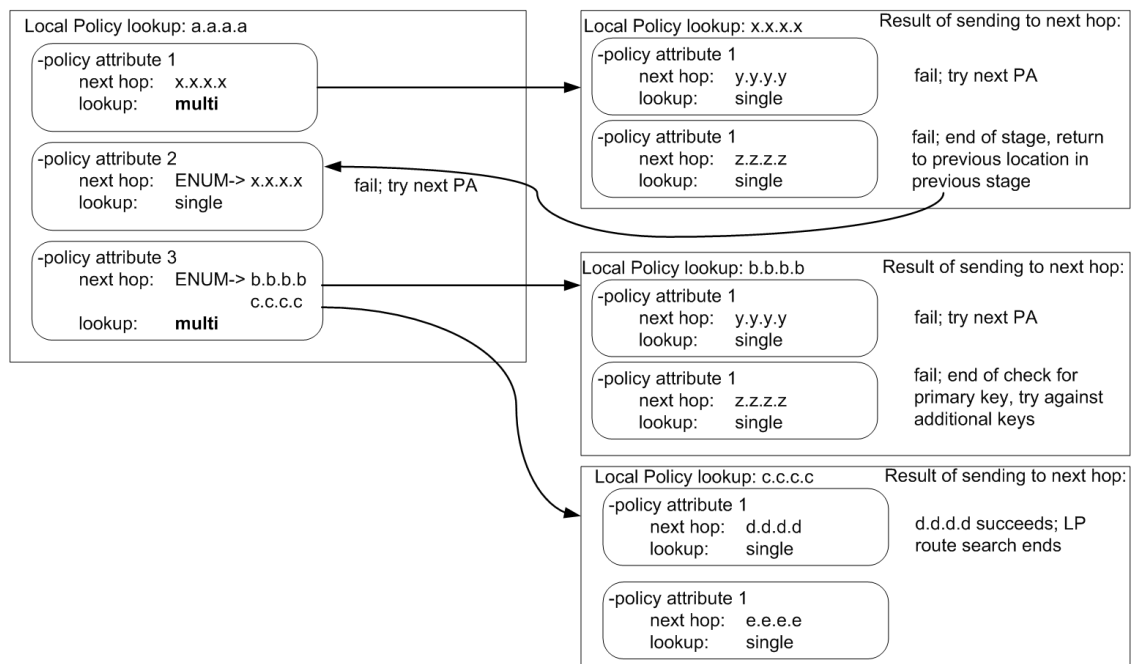 Local Policy lookup: a.a.a.a
-policy attribute 1
next hop: x.x.x.x
lookup: multi
-policy attribute 2
next hop: ENUM-> x.x.x.x
lookup: single
-policy attribute 3
next hop: ENUM-> b.b.b.b
c.c.c.c
lookup: multi
fail; try next PA
Local Policy lookup: x.x.x.x
Result of sending to next hop:
-policy attribute 1
next hop: y.y.y.y
lookup: single
fail; try next PA
-policy attribute 1
next hop: z.z.z.z
lookup: single
fail; end of stage, return
to previous location in
previous stage
Local Policy lookup: b.b.b.b
Result of sending to next hop:
-policy attribute 1
next hop: y.y.y.y
lookup: single
fail; try next PA
-policy attribute 1
next hop: z.z.z.z
lookup: single
fail; end of check for
primary key, try against
additional keys
Local Policy lookup: c.c.c.c
Result of sending to next hop:
-policy attribute 1
next hop: d.d.d.d
lookup: single
d.d.d.d succeeds; LP
route search ends
-policy attribute 1
next hop: e.e.e.e
lookup: single